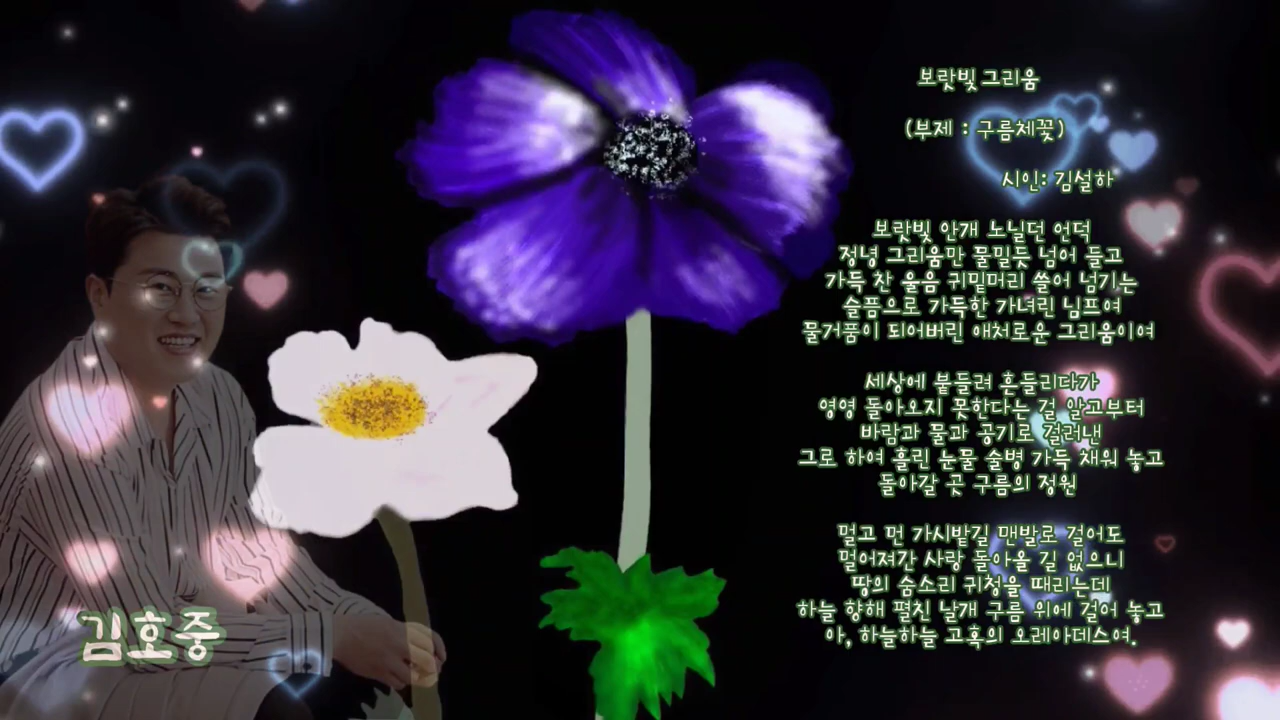 보랏빛 그리움
(부제 : 구름체꽃)
시인: 김설하
보랏빛 안개 노닐던 언덕
정녕 그리움만 물밀듯 넘어 들고
가득 찬 울음 귀밑머리 쓸어 넘기는
슬픔으로 가득한 가녀린 님프여
물거품이 되어버린 애처로운 그리움이여
세상에 붙들려 흔들리다가
영영 돌아오지 못한다는 걸 알고부터
바람과 물과 공기로 걸러낸
그로 하여 흘린 눈물 술병 가득 채워 놓고
돌아갈 곳 구름의 정원
멀고 먼 가시밭길 맨발로 걸어도
멀어져간 사랑 돌아올 길 없으니
땅의 숨소리 귀청을 때리는데
하늘 향해 펼친 날개 구름 위에 걸어 놓고
아, 하늘하늘 고혹의 오레아데스여.
김호중